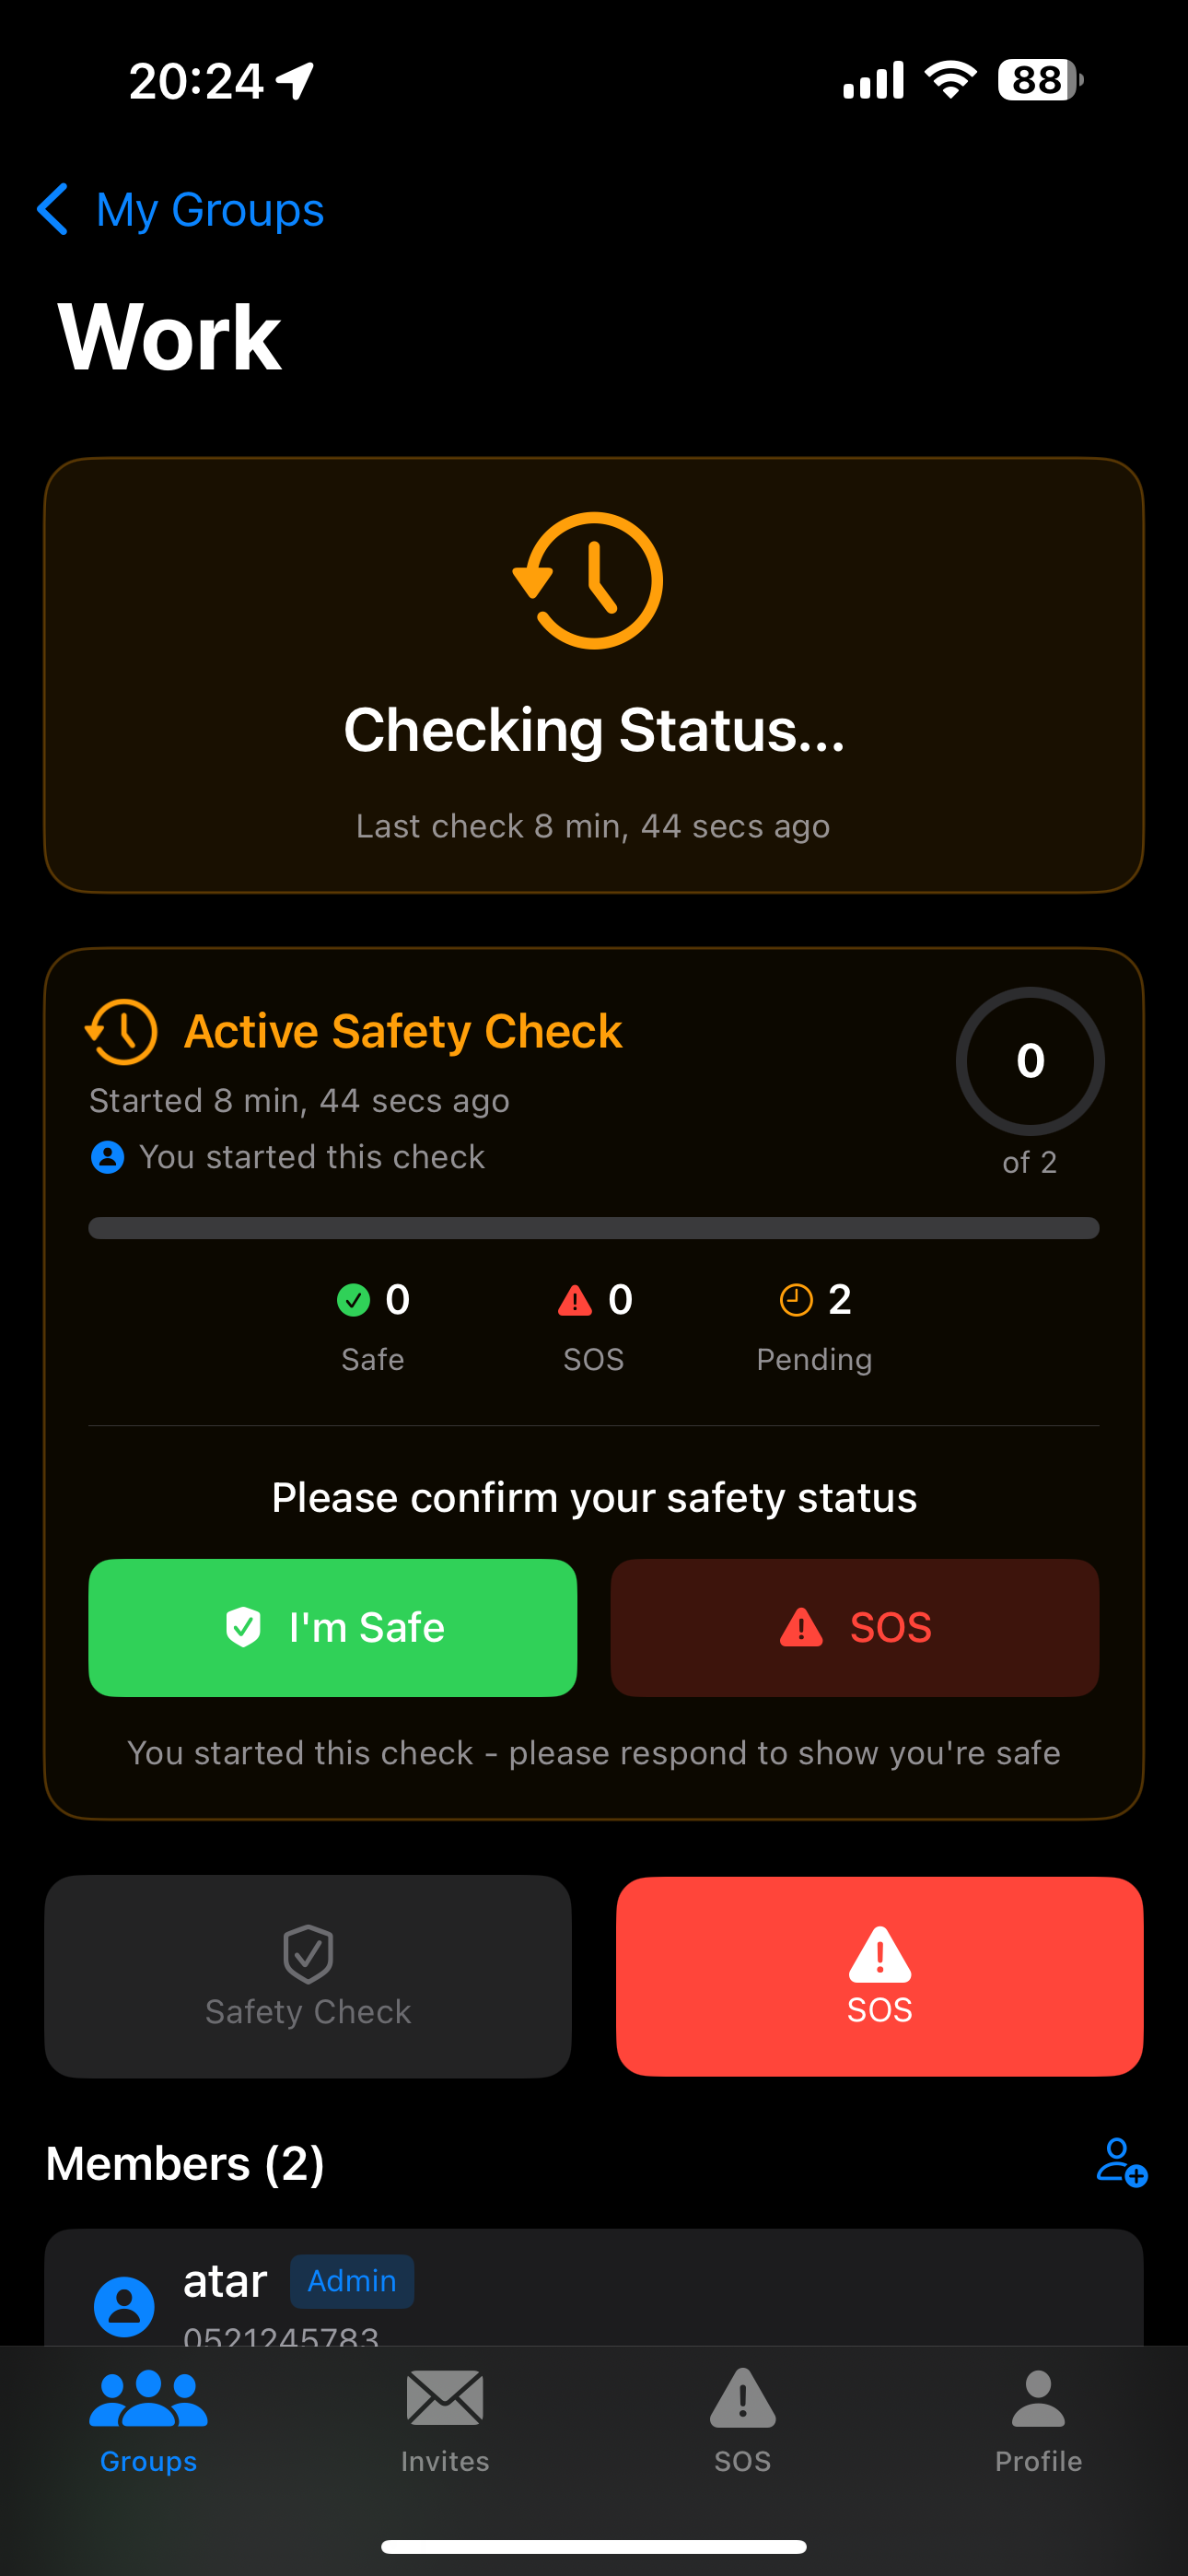 20:24
88
My Groups
Work
Checking Status...
Last check 8 min, 44 secs ago
Active Safety Check
Started 8 min, 44 secs ago
You started this check
0
of 2
0
Safe
0
SOS
2
Pending
Please confirm your safety status
I'm Safe
SOS
You started this check - please respond to show you're safe
Safety Check
SOS
Members (2)
atar Admin
0521245783
Groups
Invites
SOS
Profile